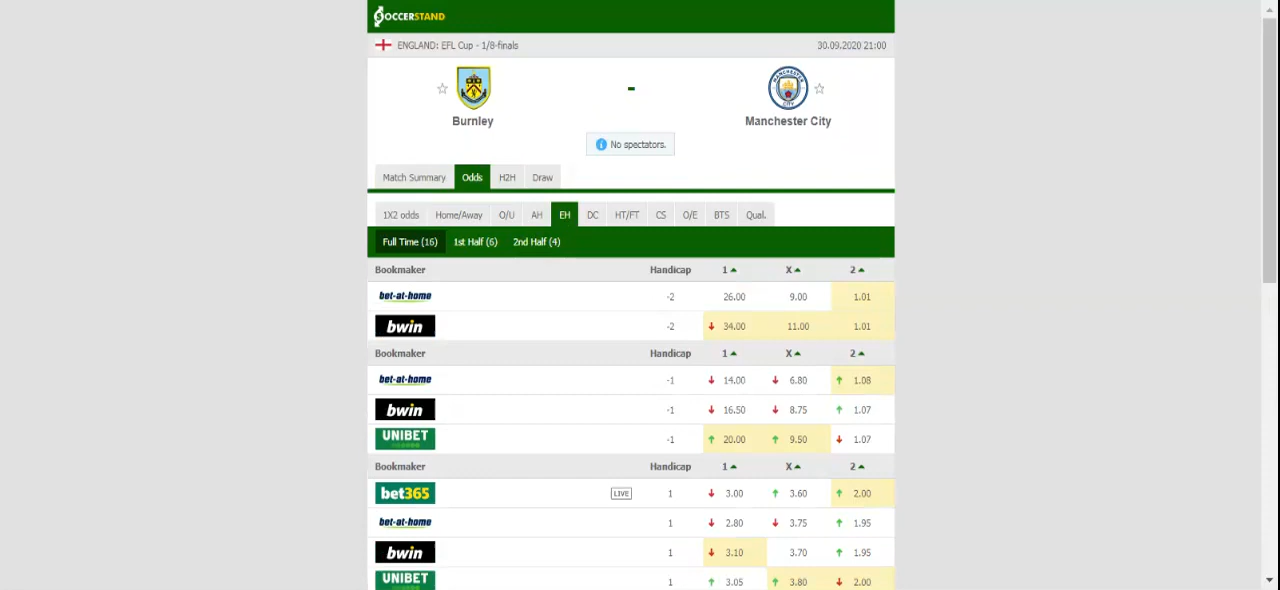 SOCCERSTAND
ENGLAND: EFL Cup - 1/8-finals 30.09.2020 21:00
Burnley - Manchester City
No spectators.
Match Summary Odds H2H Draw
1X2 odds Home/Away O/U AH EH DC HT/FT CS O/E BTS Qual.
Full Time (16) 1st Half (6) 2nd Half (4)
Bookmaker Handicap 1 X 2
bet-at-home -2 26.00 9.00 1.01
bwin -2 34.00 11.00 1.01
Bookmaker Handicap 1 X 2
bet-at-home -1 14.00 6.80 1.08
bwin -1 16.50 8.75 1.07
UNIBET -1 20.00 9.50 1.07
Bookmaker Handicap 1 X 2
bet365 LIVE 1 3.00 3.60 2.00
bet-at-home 1 2.80 3.75 1.95
bwin 1 3.10 3.70 1.95
UNIBET 1 3.05 3.80 2.00